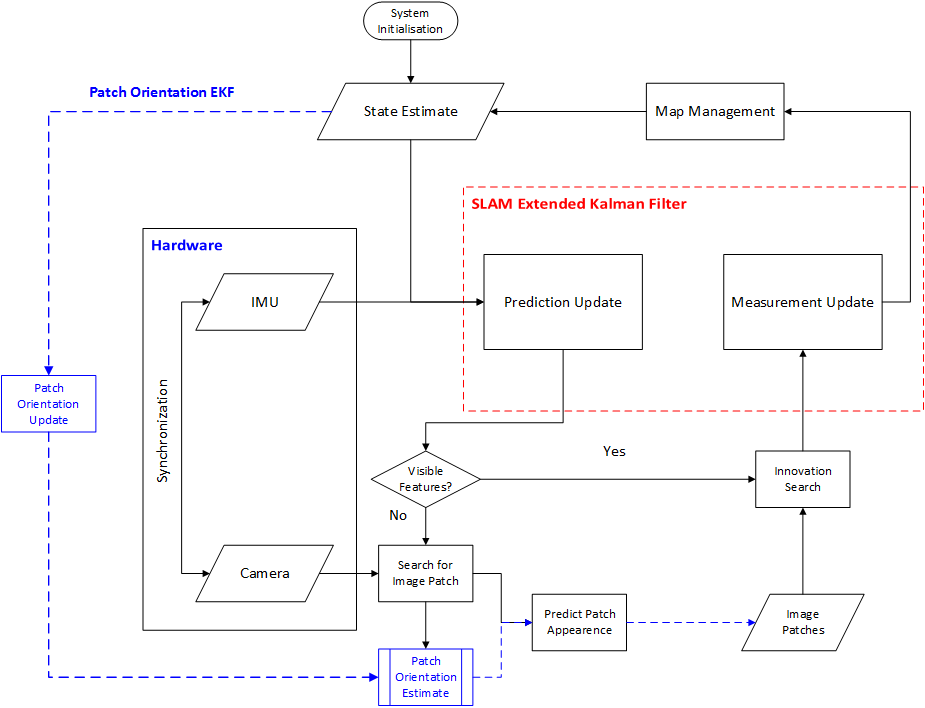 System
Initialisation
Patch Orientation EKF
State Estimate
Map Management
SLAM Extended Kalman Filter
Hardware
IMU
Prediction Update
Measurement Update
Patch
Orientation
Update
Synchronization
Visible
Features?
Yes
Innovation
Search
No
Camera
Search for
Image Patch
Predict Patch
Appearence
Image
Patches
Patch
Orientation
Estimate